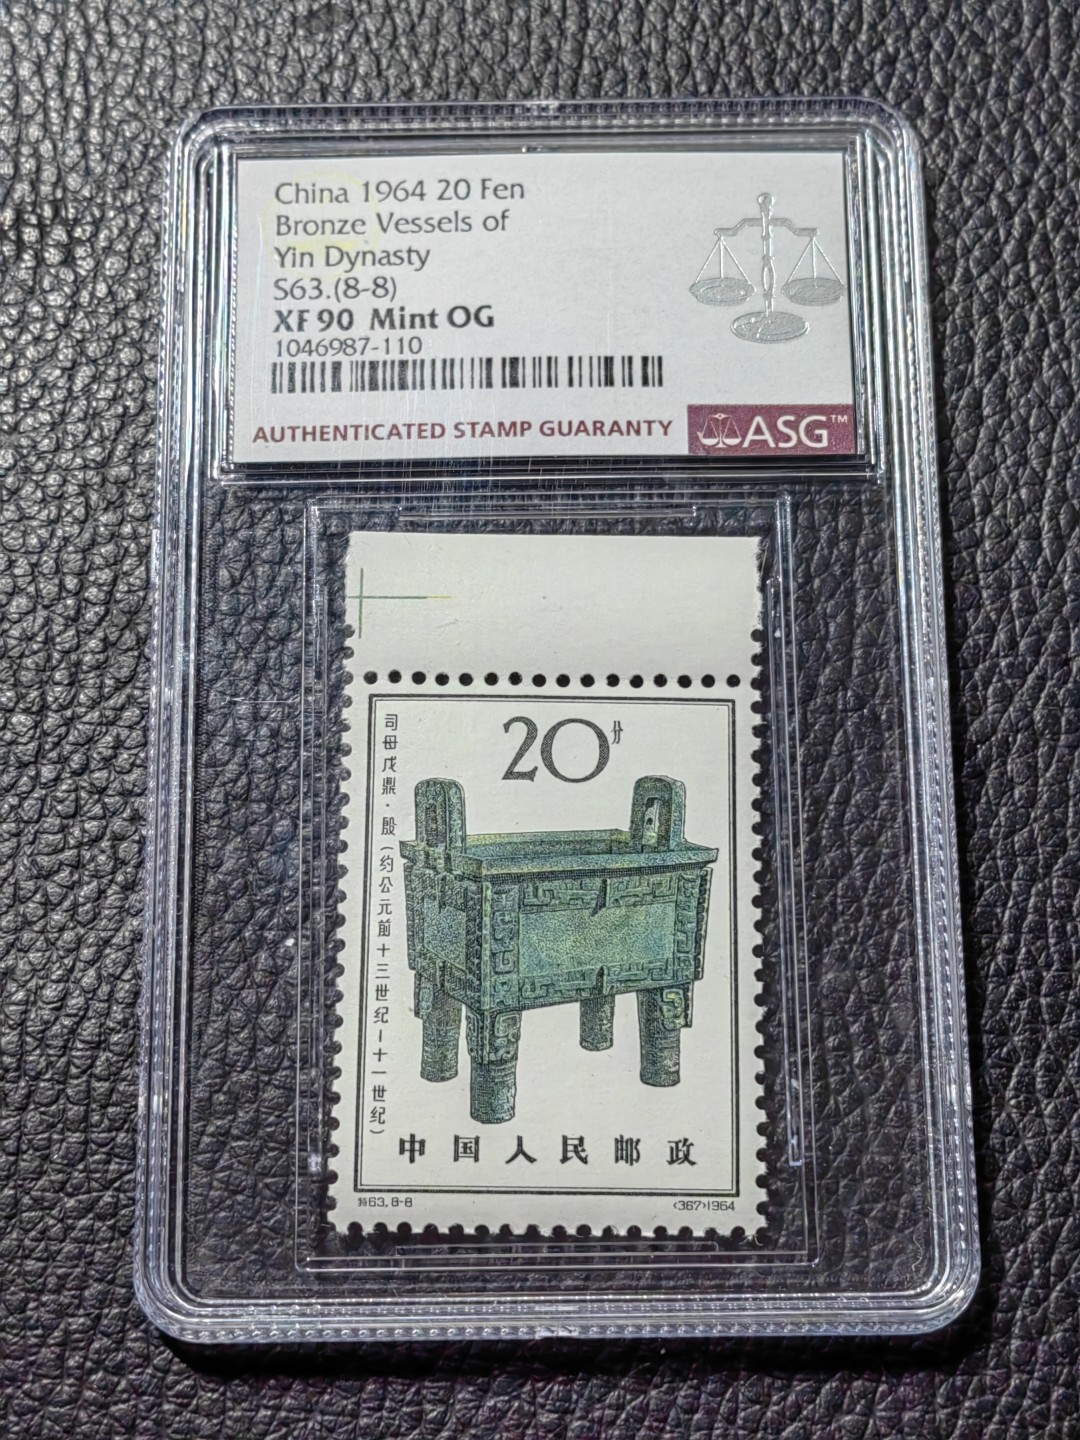 China 1964 20 Fen
Bronze Vessels of
Yin Dynasty
S63.(8-8)
XF 90 Mint OG
1046987-110
AUTHENTICATED STAMP GUARANTY
ASG™
20分
司母戊鼎·殷(约公元前十三世纪—十一世纪)
中国人民邮政
特63.8-8
(367)1964